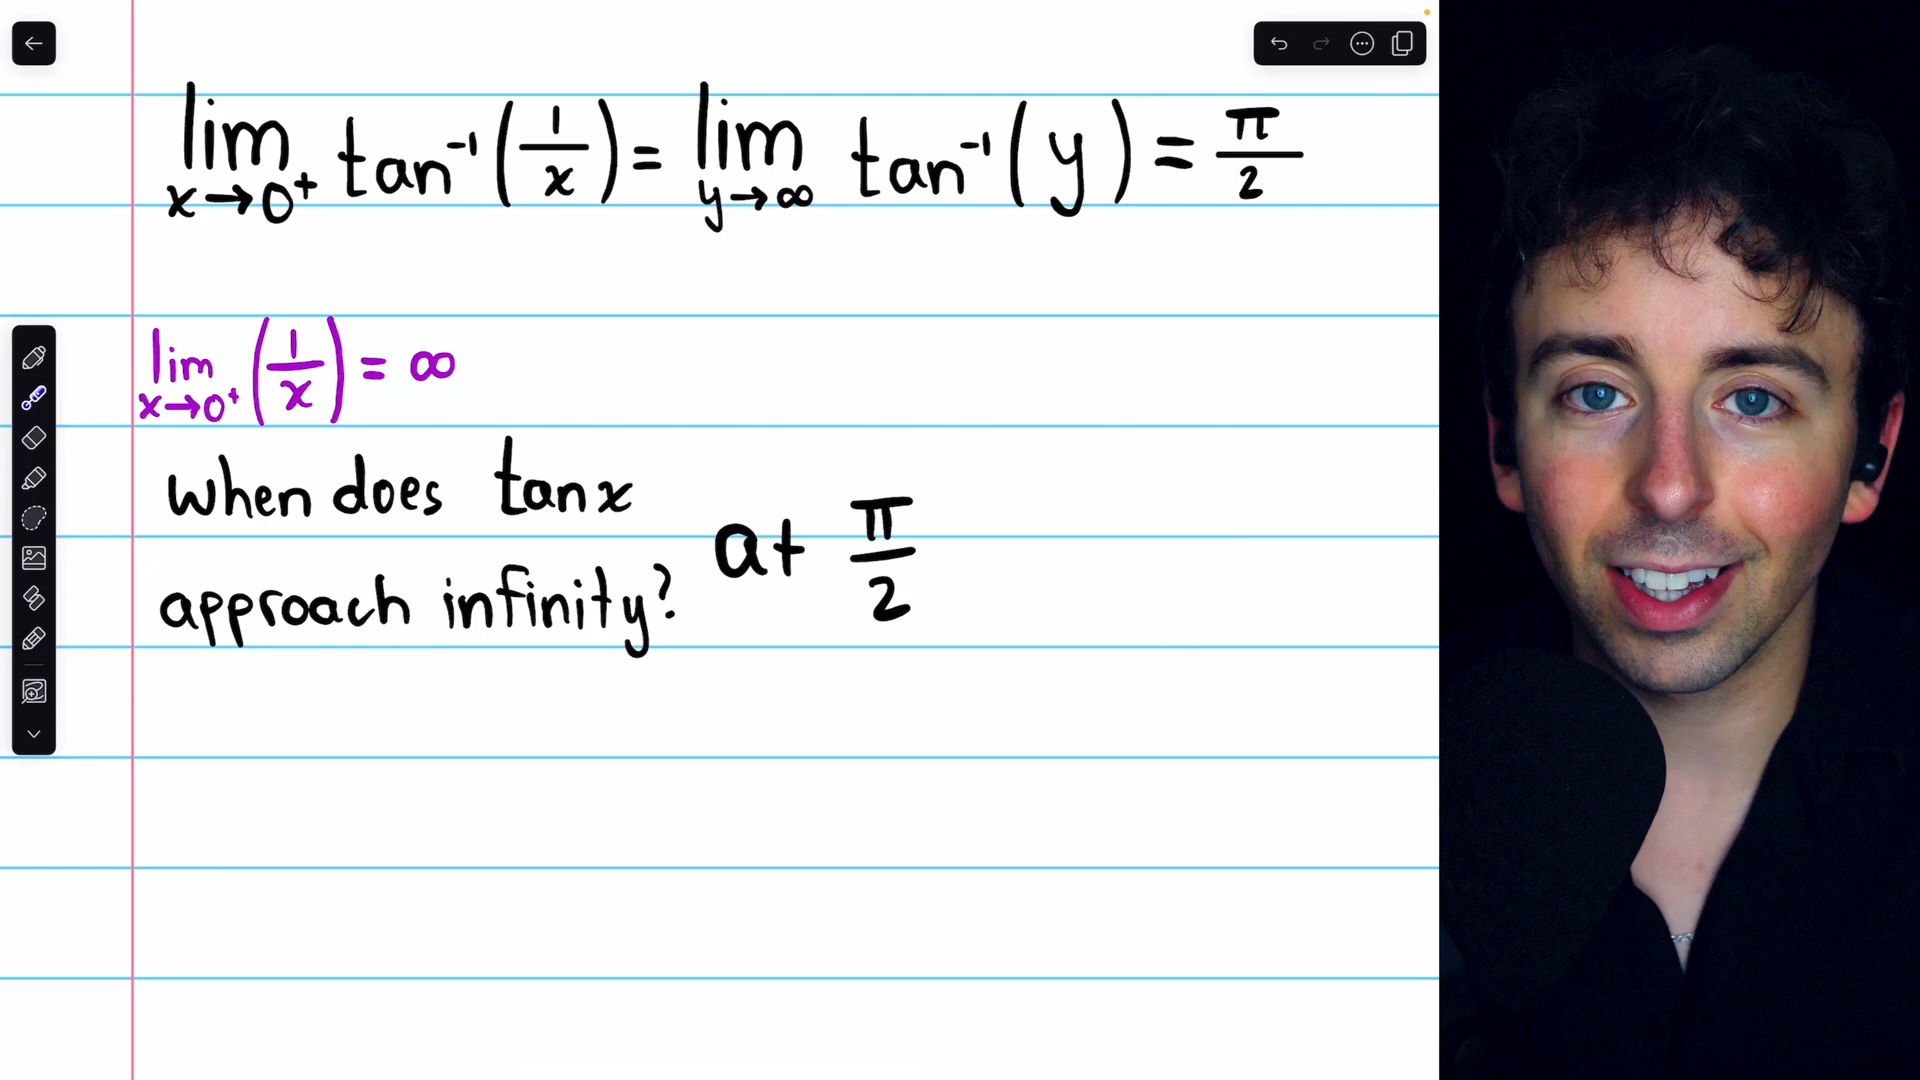 lim x→0⁺ tan⁻¹(1/x) = lim y→∞ tan⁻¹(y) = π/2
lim x→0⁺ (1/x) = ∞
when does tan x
approach infinity?
at π/2